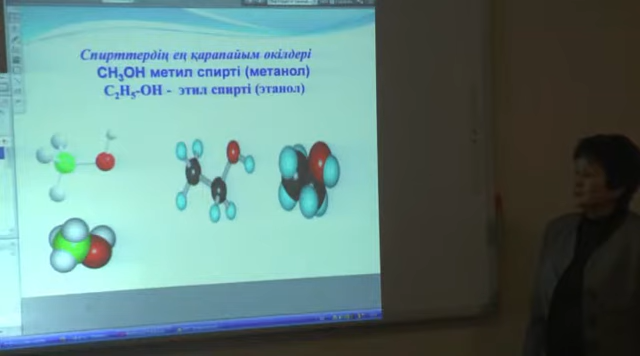 Спирттердің ең қарапайым өкілдері
CH₃OH метил спирті (метанол)
C₂H₅-OH - этил спирті (этанол)